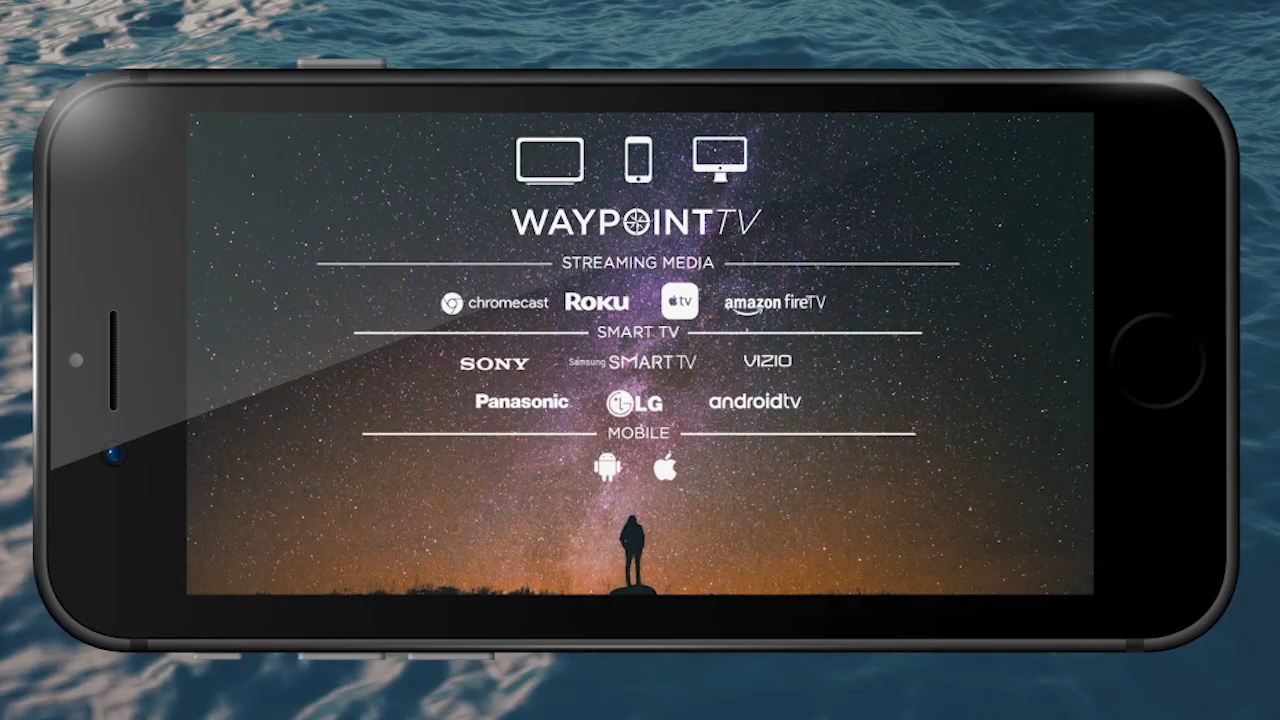 WAYPOINTTV
STREAMING MEDIA
chromecast Roku tv amazon fireTV
SMART TV
SONY Samsung SMART TV VIZIO
Panasonic LG androidtv
MOBILE